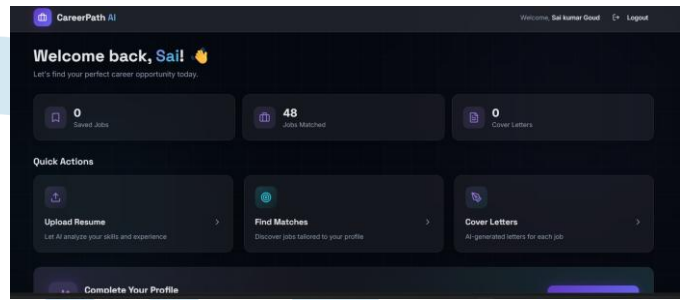 CareerPath AI
Welcome, Sai kumar Goud Logout
Welcome back, Sai!
Let's find your perfect career opportunity today.
0
Saved Jobs
48
Jobs Matched
0
Cover Letters
Quick Actions
Upload Resume
Let AI analyze your skills and experience
Find Matches
Discover jobs tailored to your profile
Cover Letters
AI-generated letters for each job
Complete Your Profile